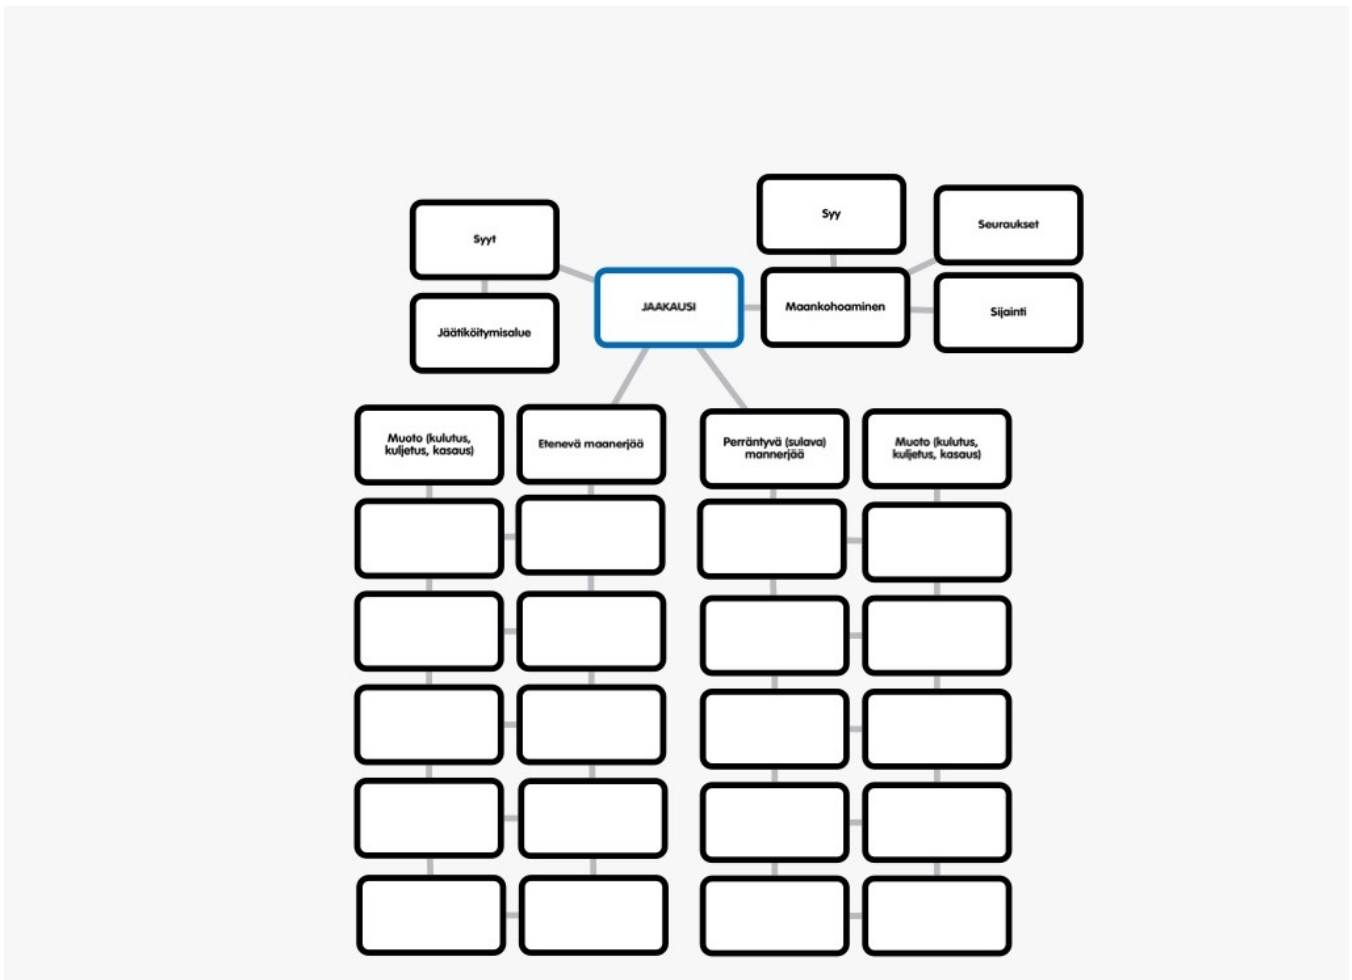 Syy
Syyt
Seuraukset
JAAKAUSI
Maankohoaminen
Sijainti
Jäätiköitymisalue
Muoto (kulutus,
kuljetus, kasaus)
Etenevä maanerjää
Perräntyvä (sulava)
mannerjää
Muoto (kulutus,
kuljetus, kasaus)